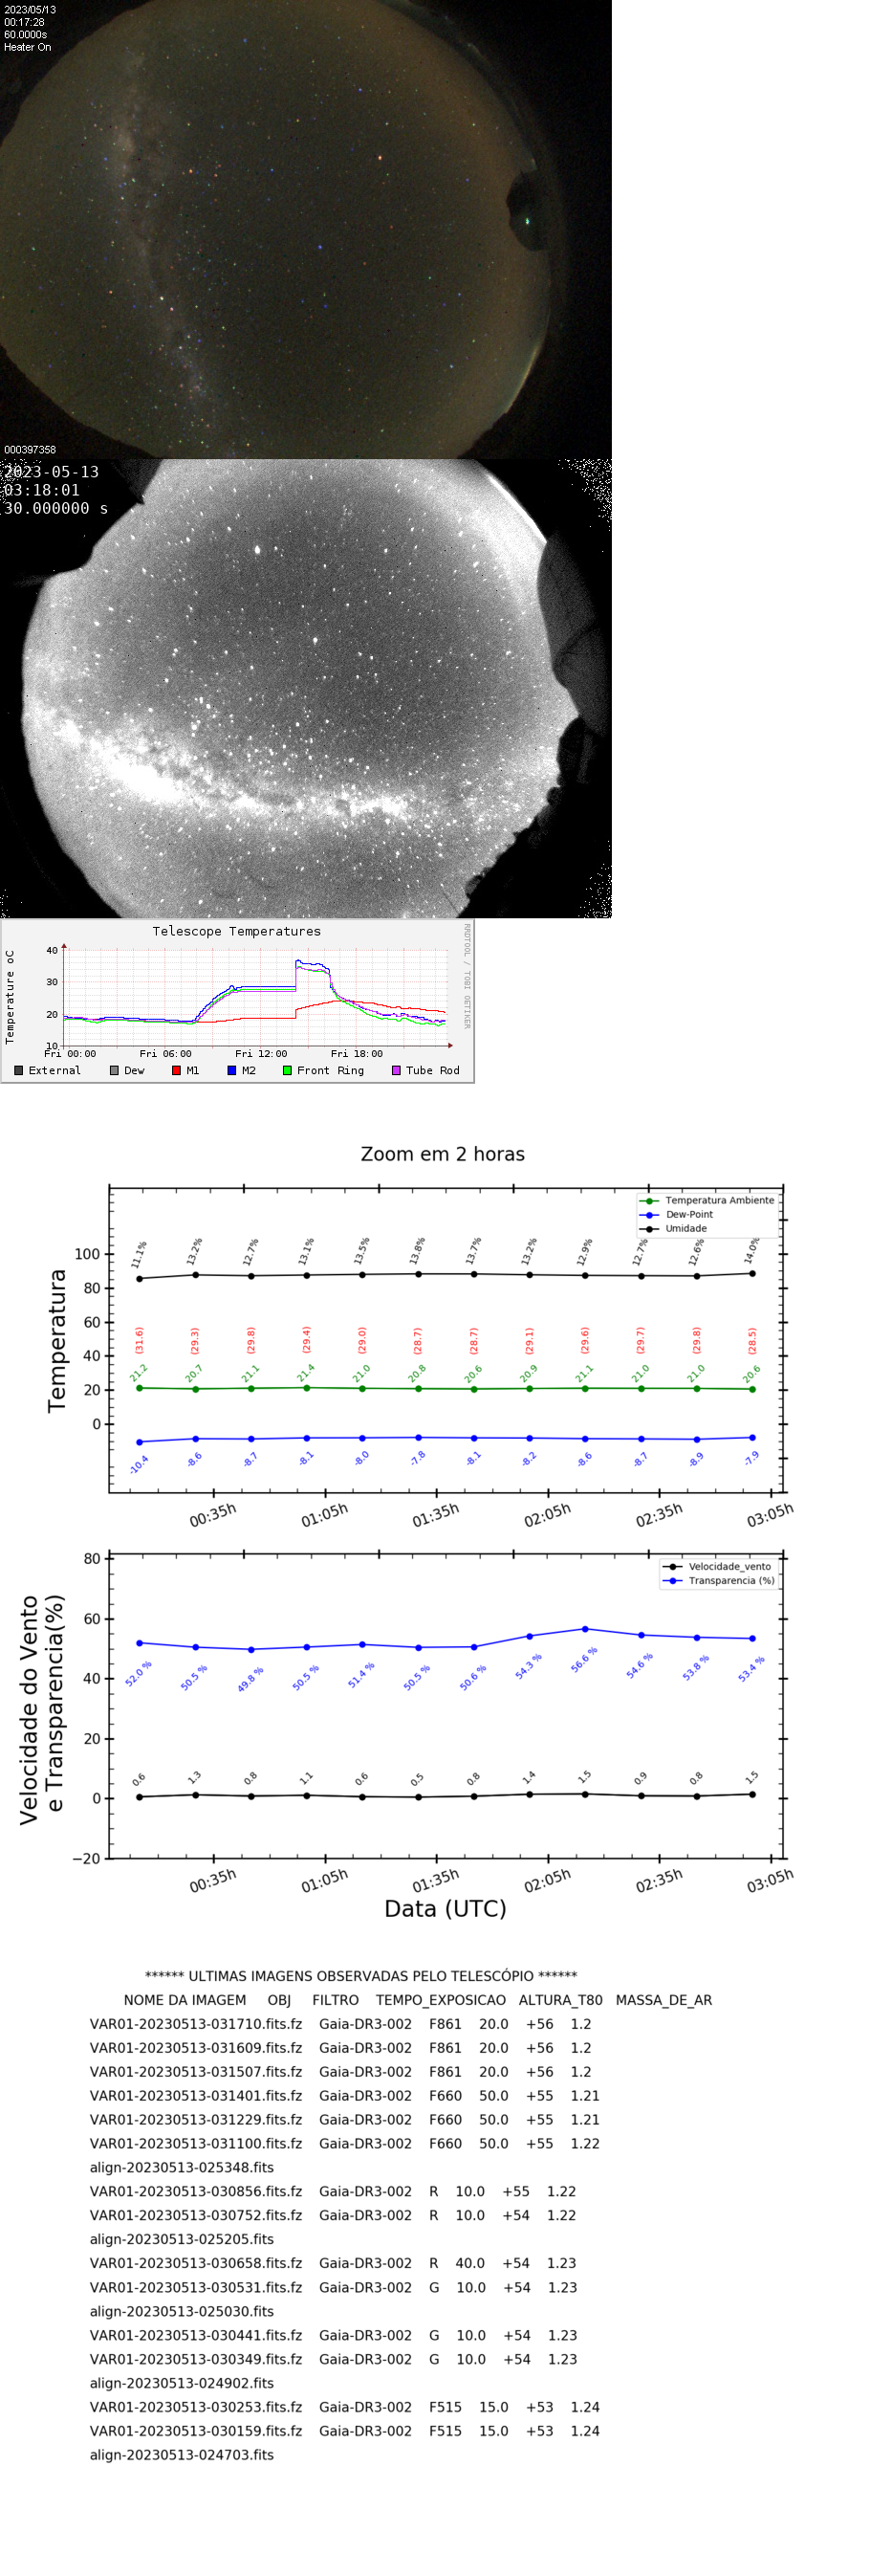 2023/05/13
00:17:28
60.0000s
Heater On
000397358
2023-05-13
03:18:01
30.000000 s
Telescope Temperatures
RRDTOOL / TOBI OETIKER
Temperature oC
40
30
20
10
Fri 00:00 Fri 06:00 Fri 12:00 Fri 18:00
External Dew M1 M2 Front Ring Tube Rod
Zoom em 2 horas
Temperatura Ambiente
Dew-Point
Umidade
Temperatura
100
80
60
40
20
0
11.1% 13.2% 12.7% 13.1% 13.5% 13.8% 13.7% 13.2% 12.9% 12.7% 12.6% 14.0%
(31.6) (29.3) (29.8) (29.4) (29.0) (28.7) (28.7) (29.1) (29.6) (29.7) (29.8) (28.5)
21.2 20.7 21.1 21.4 21.0 20.8 20.6 20.9 21.1 21.0 21.0 20.6
-10.4 -8.6 -8.7 -8.1 -8.0 -7.8 -8.1 -8.2 -8.6 -8.7 -8.9 -7.9
00:35h 01:05h 01:35h 02:05h 02:35h 03:05h
Velocidade_vento
Transparencia (%)
Velocidade do Vento
e Transparencia(%)
80
60
40
20
0
−20
52.0 % 50.5 % 49.8 % 50.5 % 51.4 % 50.5 % 50.6 % 54.3 % 56.6 % 54.6 % 53.8 % 53.4 %
0.6 1.3 0.8 1.1 0.6 0.5 0.8 1.4 1.5 0.9 0.8 1.5
00:35h 01:05h 01:35h 02:05h 02:35h 03:05h
Data (UTC)
****** ULTIMAS IMAGENS OBSERVADAS PELO TELESCÓPIO ******
NOME DA IMAGEM OBJ FILTRO TEMPO_EXPOSICAO ALTURA_T80 MASSA_DE_AR
VAR01-20230513-031710.fits.fz Gaia-DR3-002 F861 20.0 +56 1.2
VAR01-20230513-031609.fits.fz Gaia-DR3-002 F861 20.0 +56 1.2
VAR01-20230513-031507.fits.fz Gaia-DR3-002 F861 20.0 +56 1.2
VAR01-20230513-031401.fits.fz Gaia-DR3-002 F660 50.0 +55 1.21
VAR01-20230513-031229.fits.fz Gaia-DR3-002 F660 50.0 +55 1.21
VAR01-20230513-031100.fits.fz Gaia-DR3-002 F660 50.0 +55 1.22
align-20230513-025348.fits
VAR01-20230513-030856.fits.fz Gaia-DR3-002 R 10.0 +55 1.22
VAR01-20230513-030752.fits.fz Gaia-DR3-002 R 10.0 +54 1.22
align-20230513-025205.fits
VAR01-20230513-030658.fits.fz Gaia-DR3-002 R 40.0 +54 1.23
VAR01-20230513-030531.fits.fz Gaia-DR3-002 G 10.0 +54 1.23
align-20230513-025030.fits
VAR01-20230513-030441.fits.fz Gaia-DR3-002 G 10.0 +54 1.23
VAR01-20230513-030349.fits.fz Gaia-DR3-002 G 10.0 +54 1.23
align-20230513-024902.fits
VAR01-20230513-030253.fits.fz Gaia-DR3-002 F515 15.0 +53 1.24
VAR01-20230513-030159.fits.fz Gaia-DR3-002 F515 15.0 +53 1.24
align-20230513-024703.fits